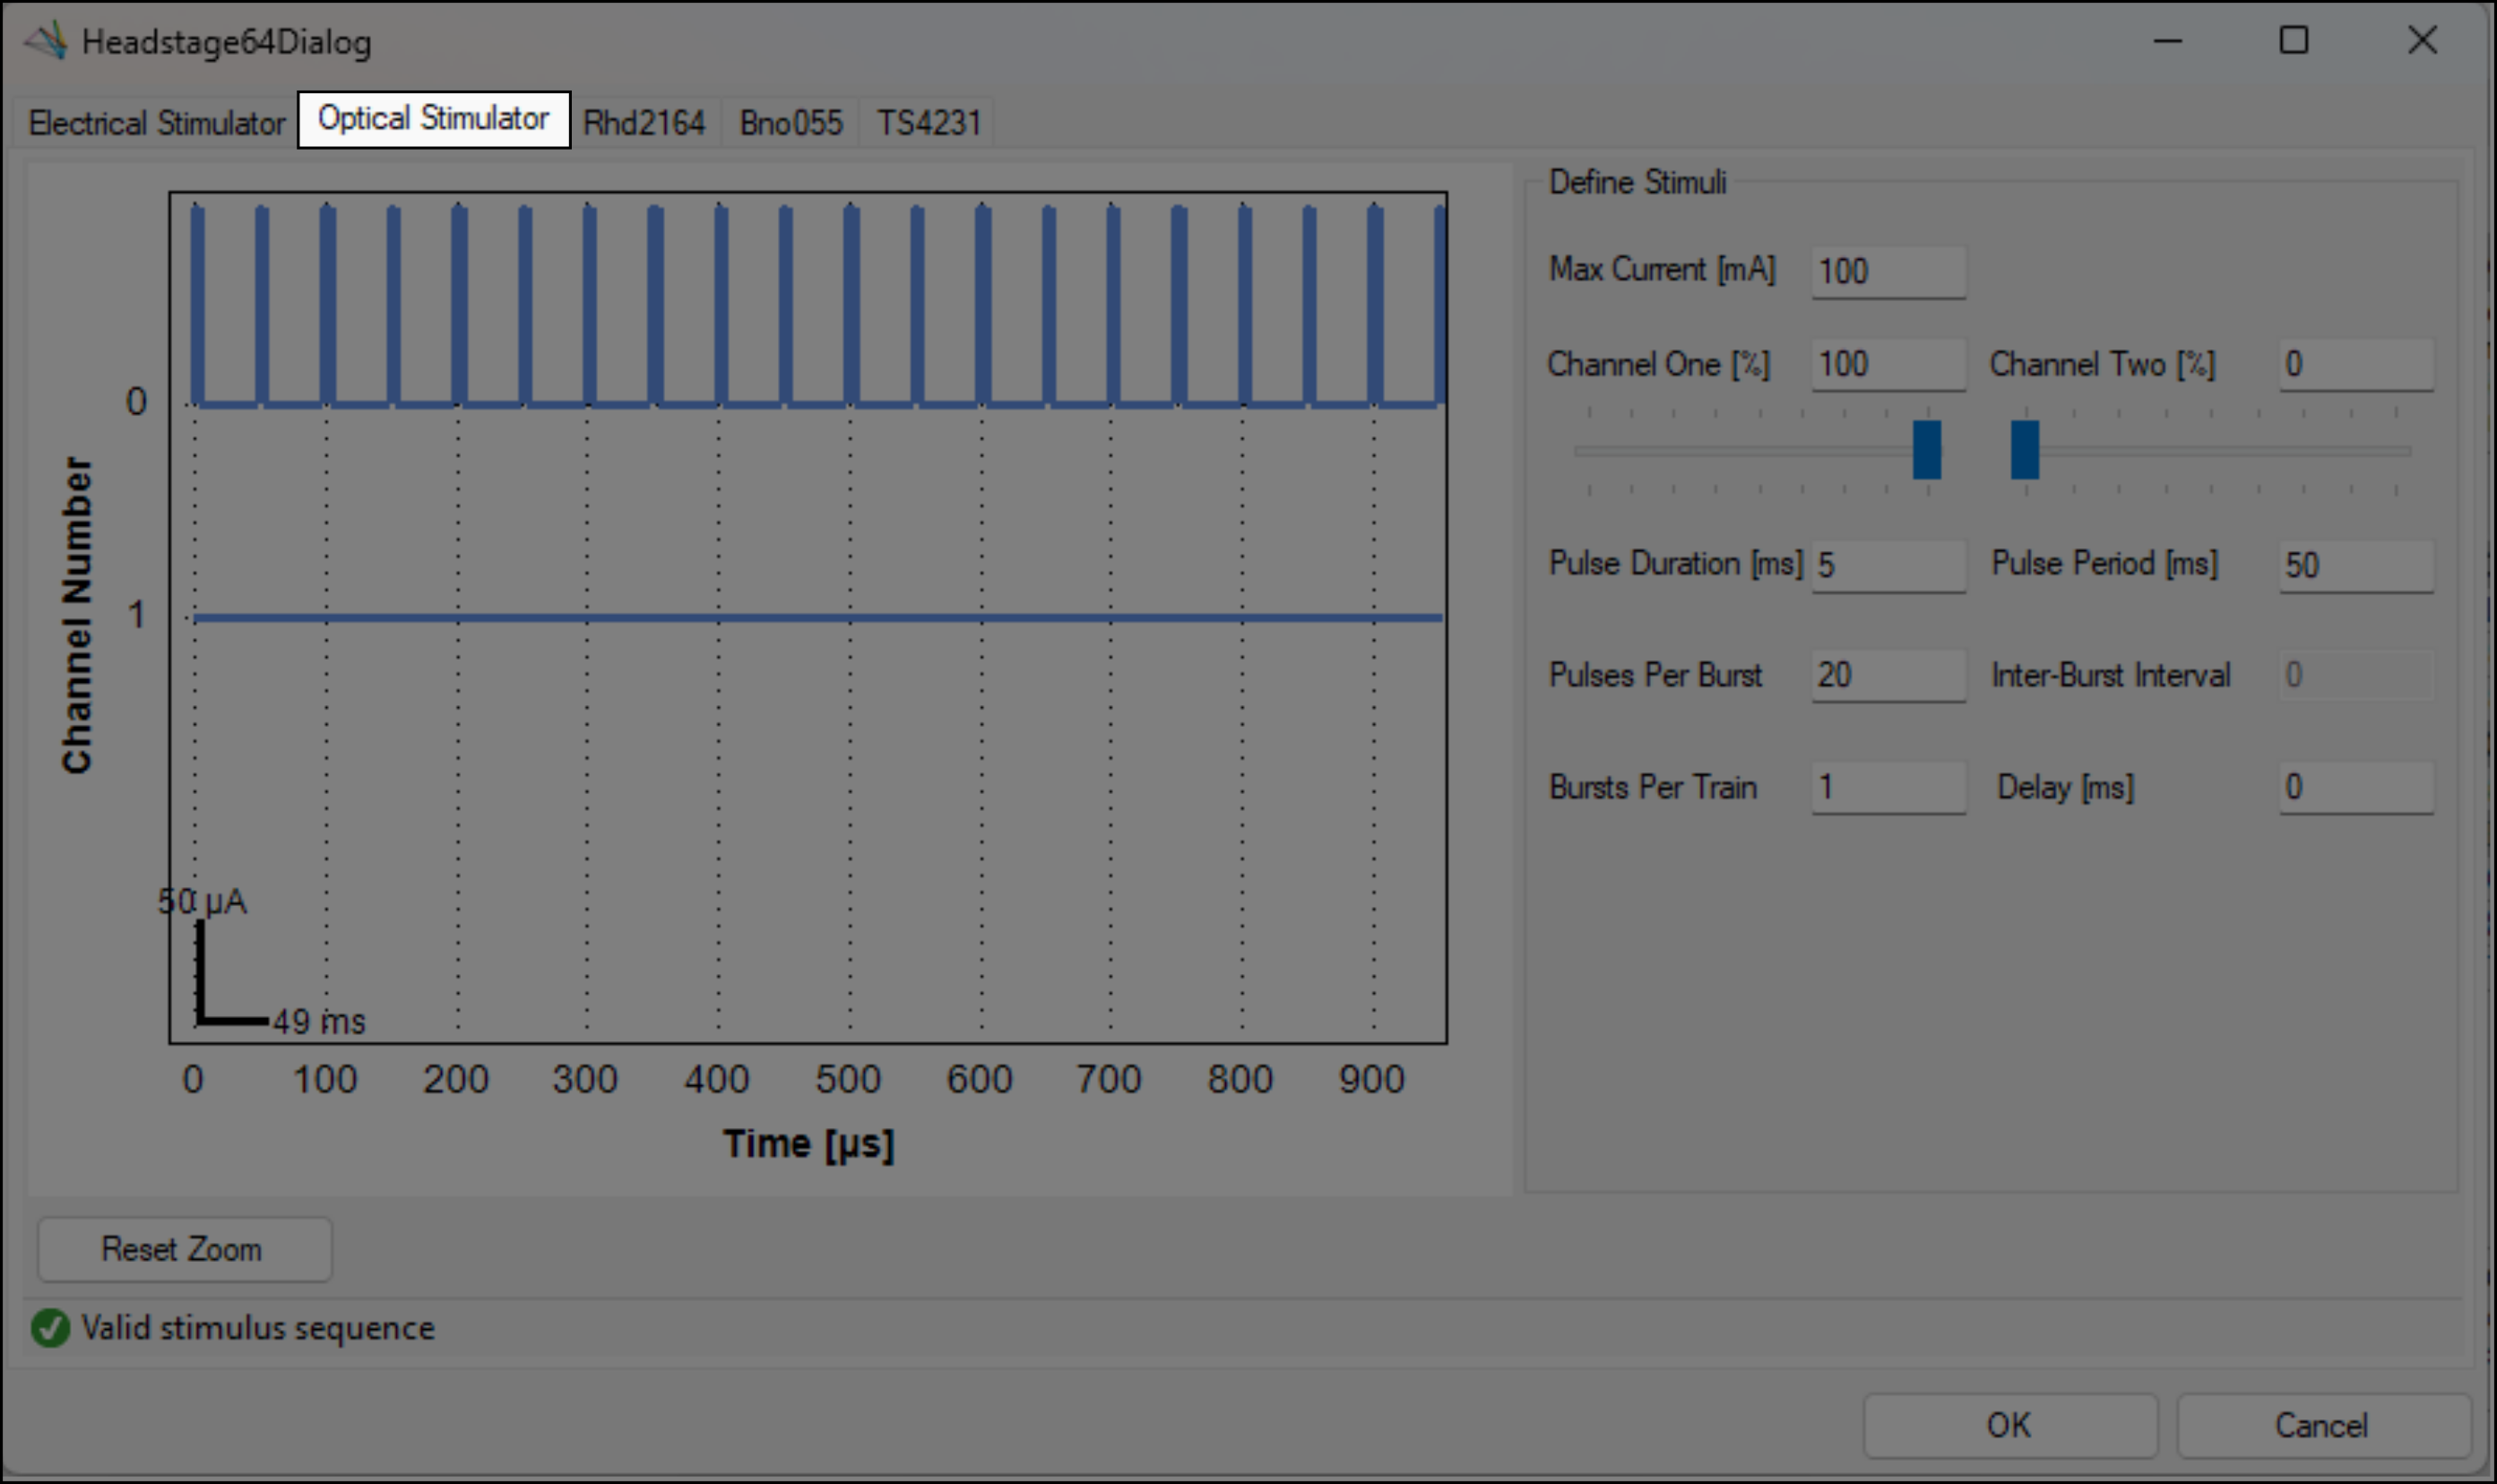 Headstage64Dialog
Electrical Stimulator Optical Stimulator Rhd2164 Bno055 TS4231
Define Stimuli
Max Current [mA] 100
Channel One [%] 100 Channel Two [%] 0
Pulse Duration [ms] 5 Pulse Period [ms] 50
Pulses Per Burst 20 Inter-Burst Interval 0
Bursts Per Train 1 Delay [ms] 0
Channel Number
0
1
50 µA
49 ms
0 100 200 300 400 500 600 700 800 900
Time [µs]
Reset Zoom
Valid stimulus sequence
OK Cancel